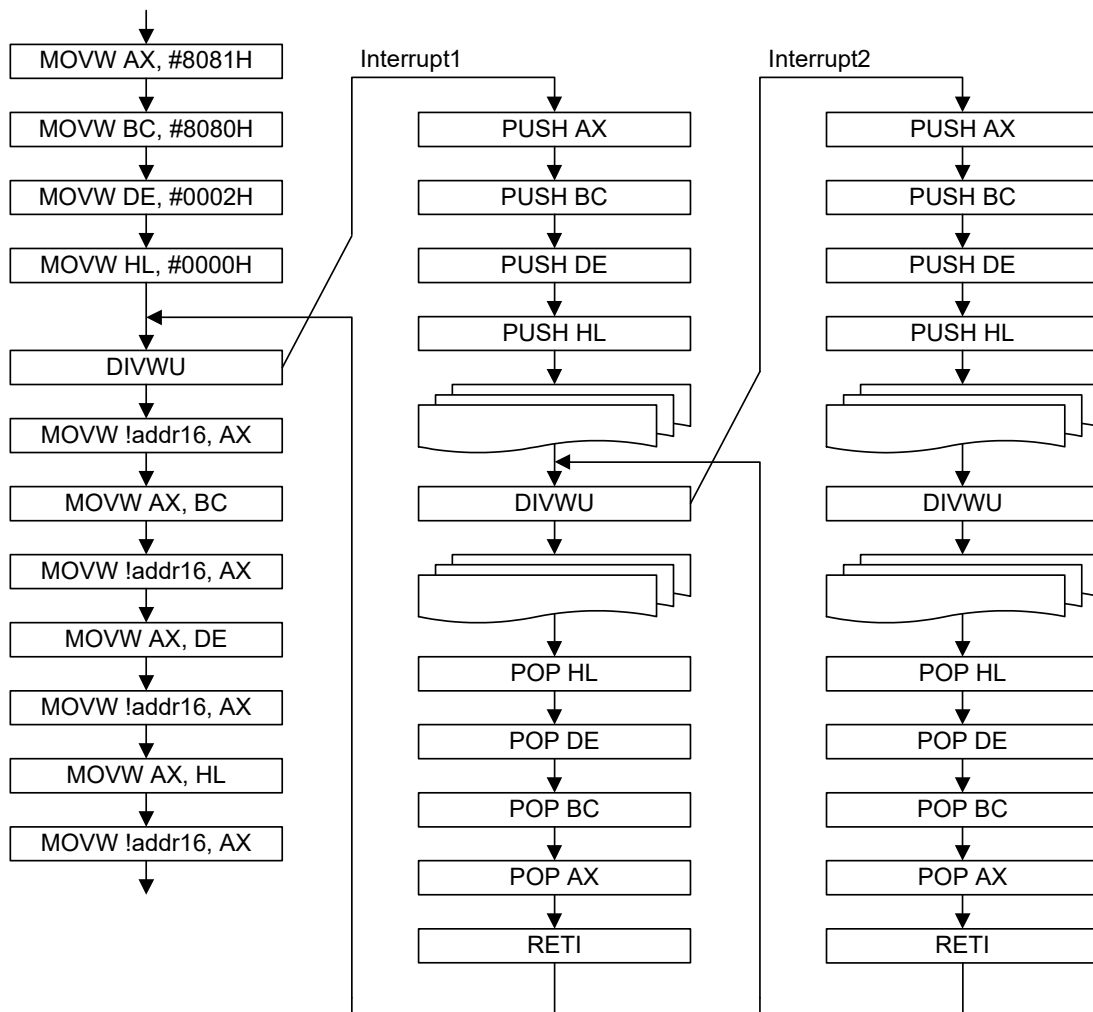 MOVW AX, #8081H
MOVW BC, #8080H
MOVW DE, #0002H
MOVW HL, #0000H
DIVWU
MOVW !addr16, AX
MOVW AX, BC
MOVW !addr16, AX
MOVW AX, DE
MOVW !addr16, AX
MOVW AX, HL
MOVW !addr16, AX
Interrupt1
PUSH AX
PUSH BC
PUSH DE
PUSH HL
DIVWU
POP HL
POP DE
POP BC
POP AX
RETI
Interrupt2
PUSH AX
PUSH BC
PUSH DE
PUSH HL
DIVWU
POP HL
POP DE
POP BC
POP AX
RETI